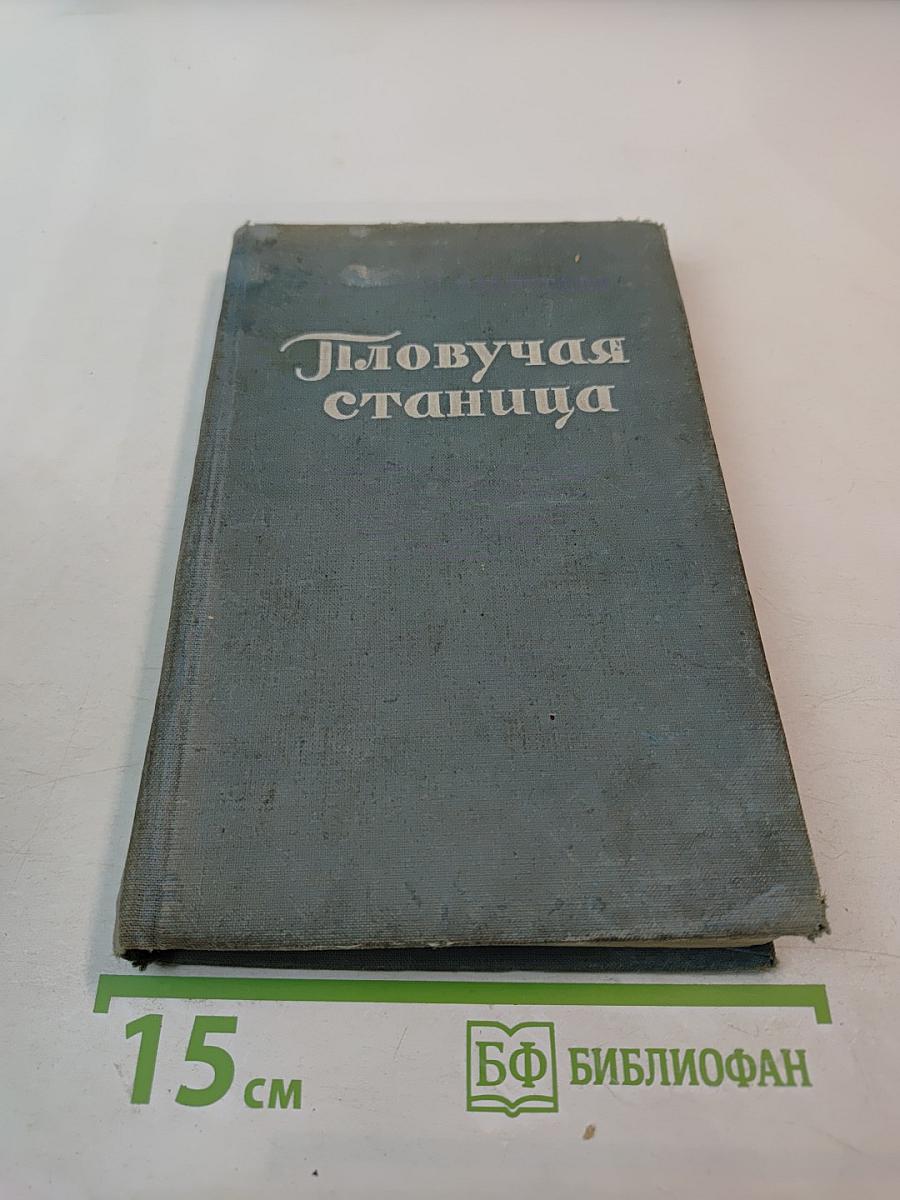 Пловучая
станица
15 см
БФ БИБЛИОФАН